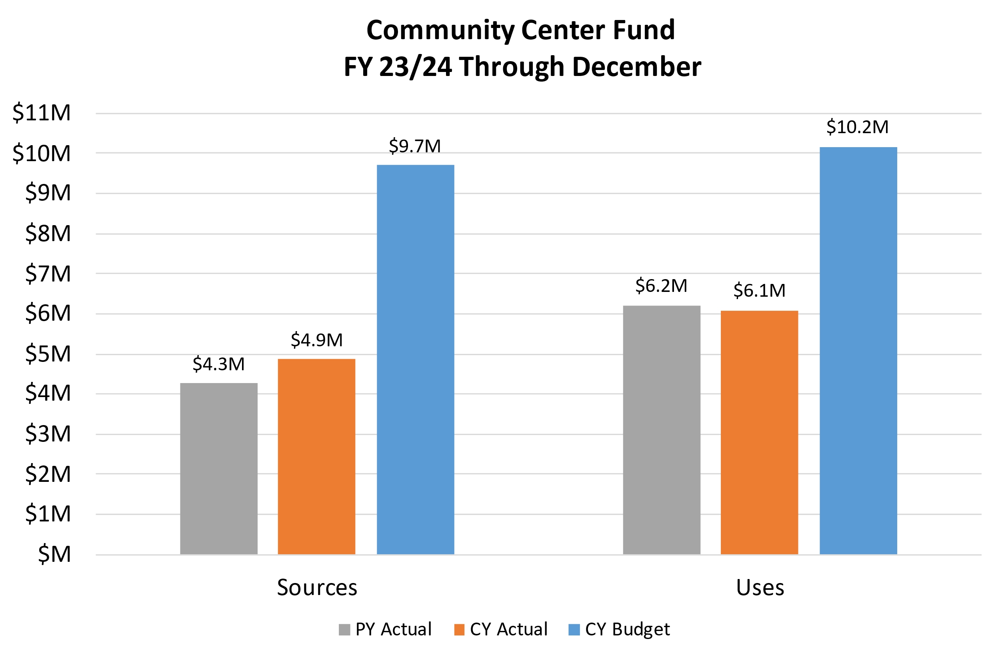 Community Center Fund
FY 23/24 Through December
$11M
$10M
$9M
$8M
$7M
$6M
$5M
$4M
$3M
$2M
$1M
$M
$4.3M
$4.9M
$9.7M
$6.2M
$6.1M
$10.2M
Sources
Uses
PY Actual
CY Actual
CY Budget